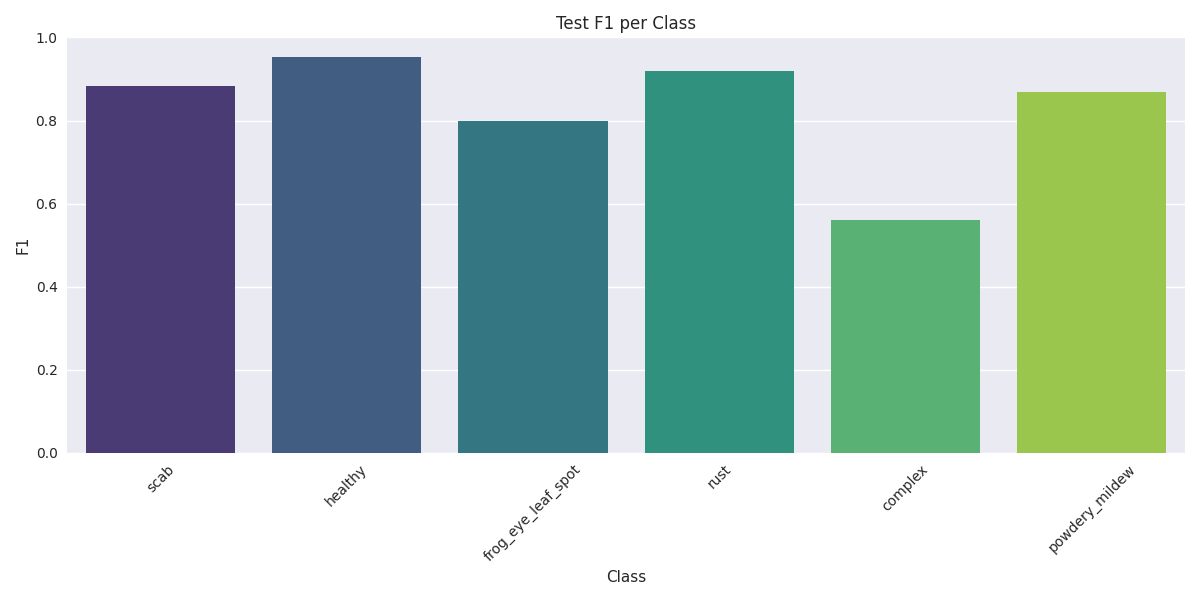 Test F1 per Class
F1
1.0
0.8
0.6
0.4
0.2
0.0
scab
healthy
frog_eye_leaf_spot
rust
complex
powdery_mildew
Class